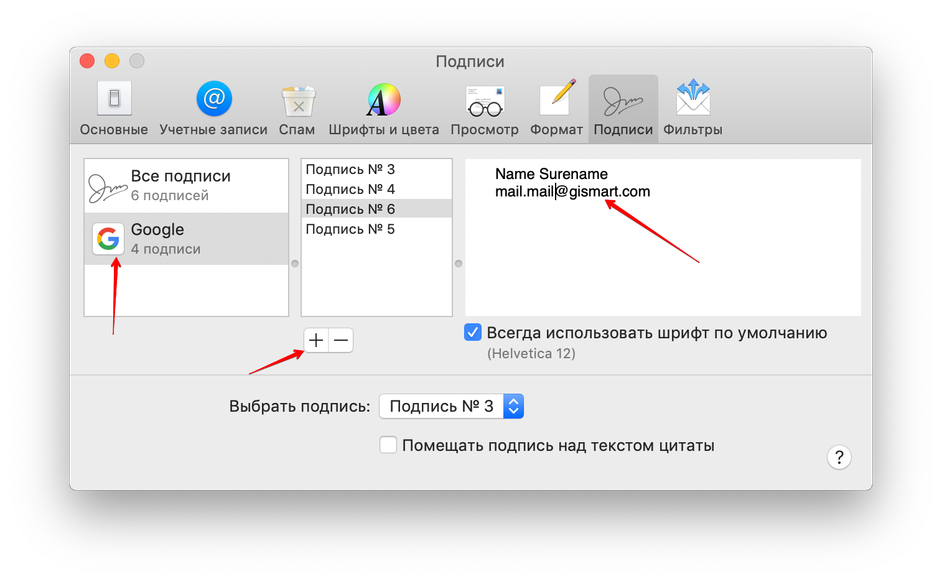 Подписи
Основные Учетные записи Спам Шрифты и цвета Просмотр Формат Подписи Фильтры
Все подписи
6 подписей
Google
4 подписи
Подпись № 3
Подпись № 4
Подпись № 6
Подпись № 5
Name Surename
mail.mail@gismart.com
Всегда использовать шрифт по умолчанию
(Helvetica 12)
Выбрать подпись: Подпись № 3
Помещать подпись над текстом цитаты
?